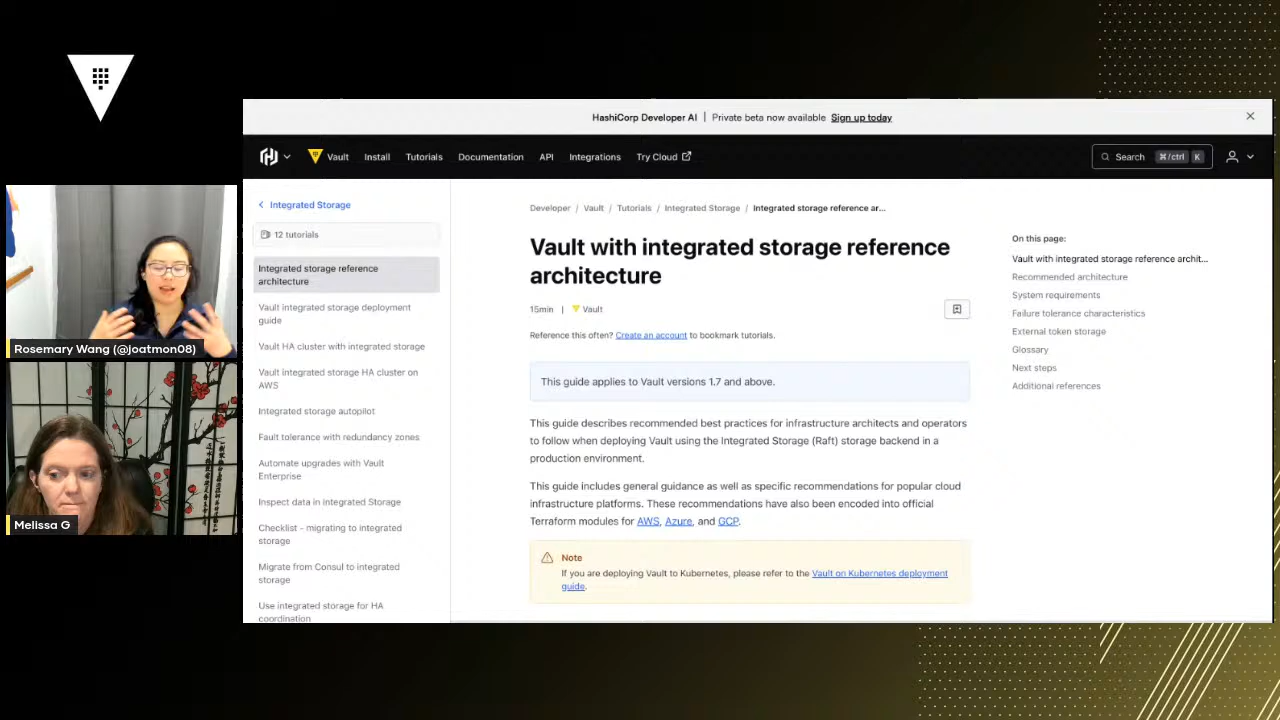 HashiCorp Developer AI | Private beta now available Sign up today
Vault Install Tutorials Documentation API Integrations Try Cloud Search ⌘/ctrl K
Integrated Storage
12 tutorials
Integrated storage reference
architecture
Vault integrated storage deployment
guide
Vault HA cluster with integrated storage
Vault integrated storage HA cluster on
AWS
Integrated storage autopilot
Fault tolerance with redundancy zones
Automate upgrades with Vault
Enterprise
Inspect data in Integrated Storage
Checklist - migrating to integrated
storage
Migrate from Consul to integrated
storage
Use integrated storage for HA
coordination
Developer / Vault / Tutorials / Integrated Storage / Integrated storage reference ar...
Vault with integrated storage reference
architecture
15min | Vault
Reference this often? Create an account to bookmark tutorials.
This guide applies to Vault versions 1.7 and above.
This guide describes recommended best practices for infrastructure architects and operators
to follow when deploying Vault using the Integrated Storage (Raft) storage backend in a
production environment.
This guide includes general guidance as well as specific recommendations for popular cloud
infrastructure platforms. These recommendations have also been encoded into official
Terraform modules for AWS, Azure, and GCP.
Note
If you are deploying Vault to Kubernetes, please refer to the Vault on Kubernetes deployment
guide.
On this page:
Vault with integrated storage reference archit...
Recommended architecture
System requirements
Failure tolerance characteristics
External token storage
Glossary
Next steps
Additional references
Rosemary Wang (@joatmon08)
Melissa G